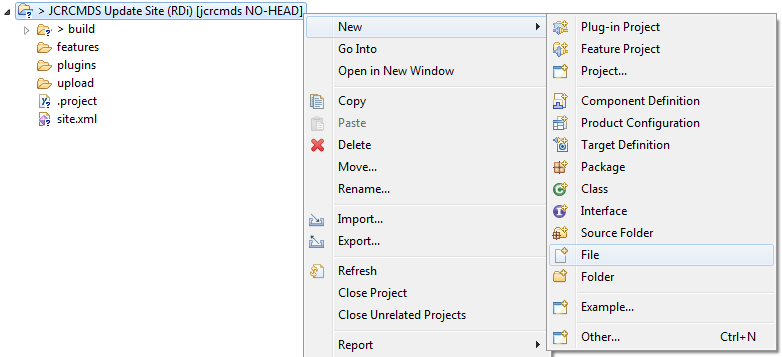 > JCRCMDS Update Site (RDi) [jcrcmds NO-HEAD]
> build
features
plugins
upload
.project
site.xml
New
Go Into
Open in New Window
Copy
Paste
Delete
Move...
Rename...
Import...
Export...
Refresh
Close Project
Close Unrelated Projects
Report
Plug-in Project
Feature Project
Project...
Component Definition
Product Configuration
Target Definition
Package
Class
Interface
Source Folder
File
Folder
Example...
Other... Ctrl+N